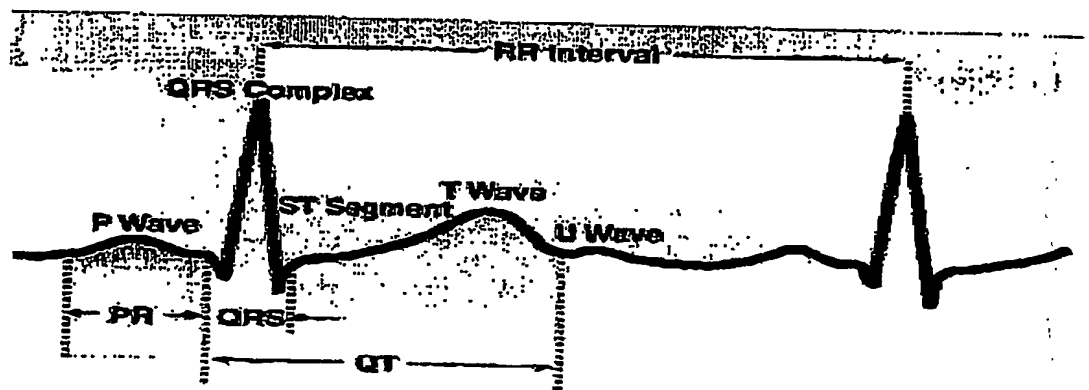 RR Interval
QRS Complex
T Wave
ST Segment
P Wave
U Wave
PR
QRS
QT